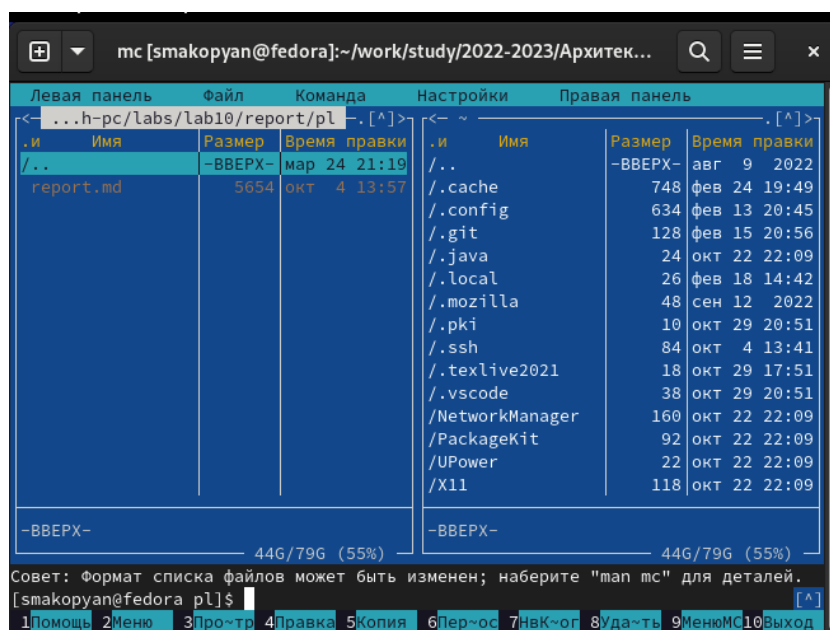 mc [smakopyan@fedora]:~/work/study/2022-2023/Архитек... ×
Левая панель Файл Команда Настройки Правая панель
<─ ...h-pc/labs/lab10/report/pl ─.[^]>
.и Имя Размер Время правки
/.. -ВВЕРХ- мар 24 21:19
report.md 5654 окт 4 13:57
-ВВЕРХ-
44G/79G (55%)
<─ ~ ─.[^]>
.и Имя Размер Время правки
/.. -ВВЕРХ- авг 9 2022
/.cache 748 фев 24 19:49
/.config 634 фев 13 20:45
/.git 128 фев 15 20:56
/.java 24 окт 22 22:09
/.local 26 фев 18 14:42
/.mozilla 48 сен 12 2022
/.pki 10 окт 29 20:51
/.ssh 84 окт 4 13:41
/.texlive2021 18 окт 29 17:51
/.vscode 38 окт 29 20:51
/NetworkManager 160 окт 22 22:09
/PackageKit 92 окт 22 22:09
/UPower 22 окт 22 22:09
/X11 118 окт 22 22:09
-ВВЕРХ-
44G/79G (55%)
Совет: Формат списка файлов может быть изменен; наберите "man mc" для деталей.
[smakopyan@fedora pl]$ [^]
1Помощь 2Меню 3Про~тр 4Правка 5Копия 6Пер~ос 7НвК~ог 8Уда~ть 9МенюМС10Выход